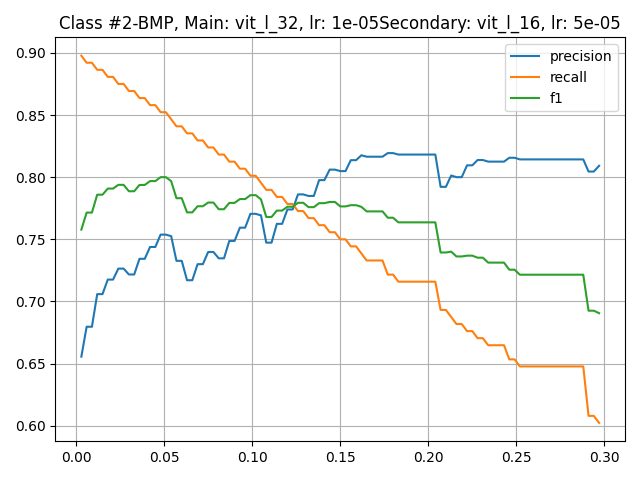 Class #2-BMP, Main: vit_l_32, lr: 1e-05Secondary: vit_l_16, lr: 5e-05
precision
recall
f1
0.90
0.85
0.80
0.75
0.70
0.65
0.60
0.00 0.05 0.10 0.15 0.20 0.25 0.30